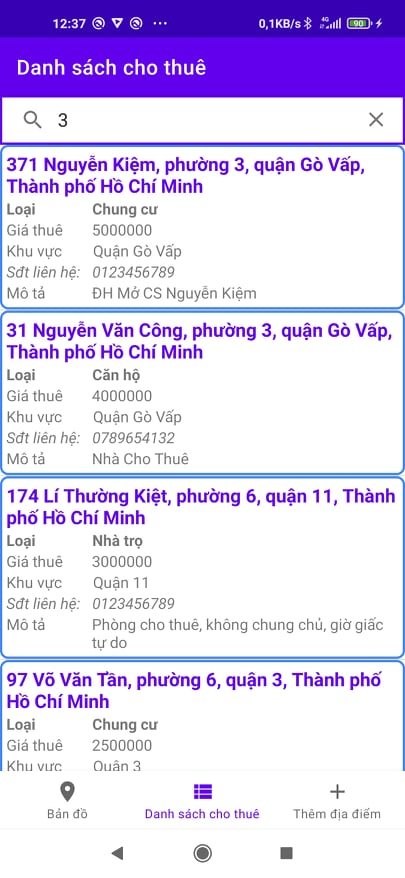 12:37
0,1KB/s
4G
90
Danh sách cho thuê
3
371 Nguyễn Kiệm, phường 3, quận Gò Vấp,
Thành phố Hồ Chí Minh
Loại Chung cư
Giá thuê 5000000
Khu vực Quận Gò Vấp
Sđt liên hệ: 0123456789
Mô tả ĐH Mở CS Nguyễn Kiệm
31 Nguyễn Văn Công, phường 3, quận Gò Vấp,
Thành phố Hồ Chí Minh
Loại Căn hộ
Giá thuê 4000000
Khu vực Quận Gò Vấp
Sđt liên hệ: 0789654132
Mô tả Nhà Cho Thuê
174 Lí Thường Kiệt, phường 6, quận 11, Thành
phố Hồ Chí Minh
Loại Nhà trọ
Giá thuê 3000000
Khu vực Quận 11
Sđt liên hệ: 0123456789
Mô tả Phòng cho thuê, không chung chủ, giờ giấc
tự do
97 Võ Văn Tần, phường 6, quận 3, Thành phố
Hồ Chí Minh
Loại Chung cư
Giá thuê 2500000
Khu vực Quận 3
Bản đồ
Danh sách cho thuê
Thêm địa điểm